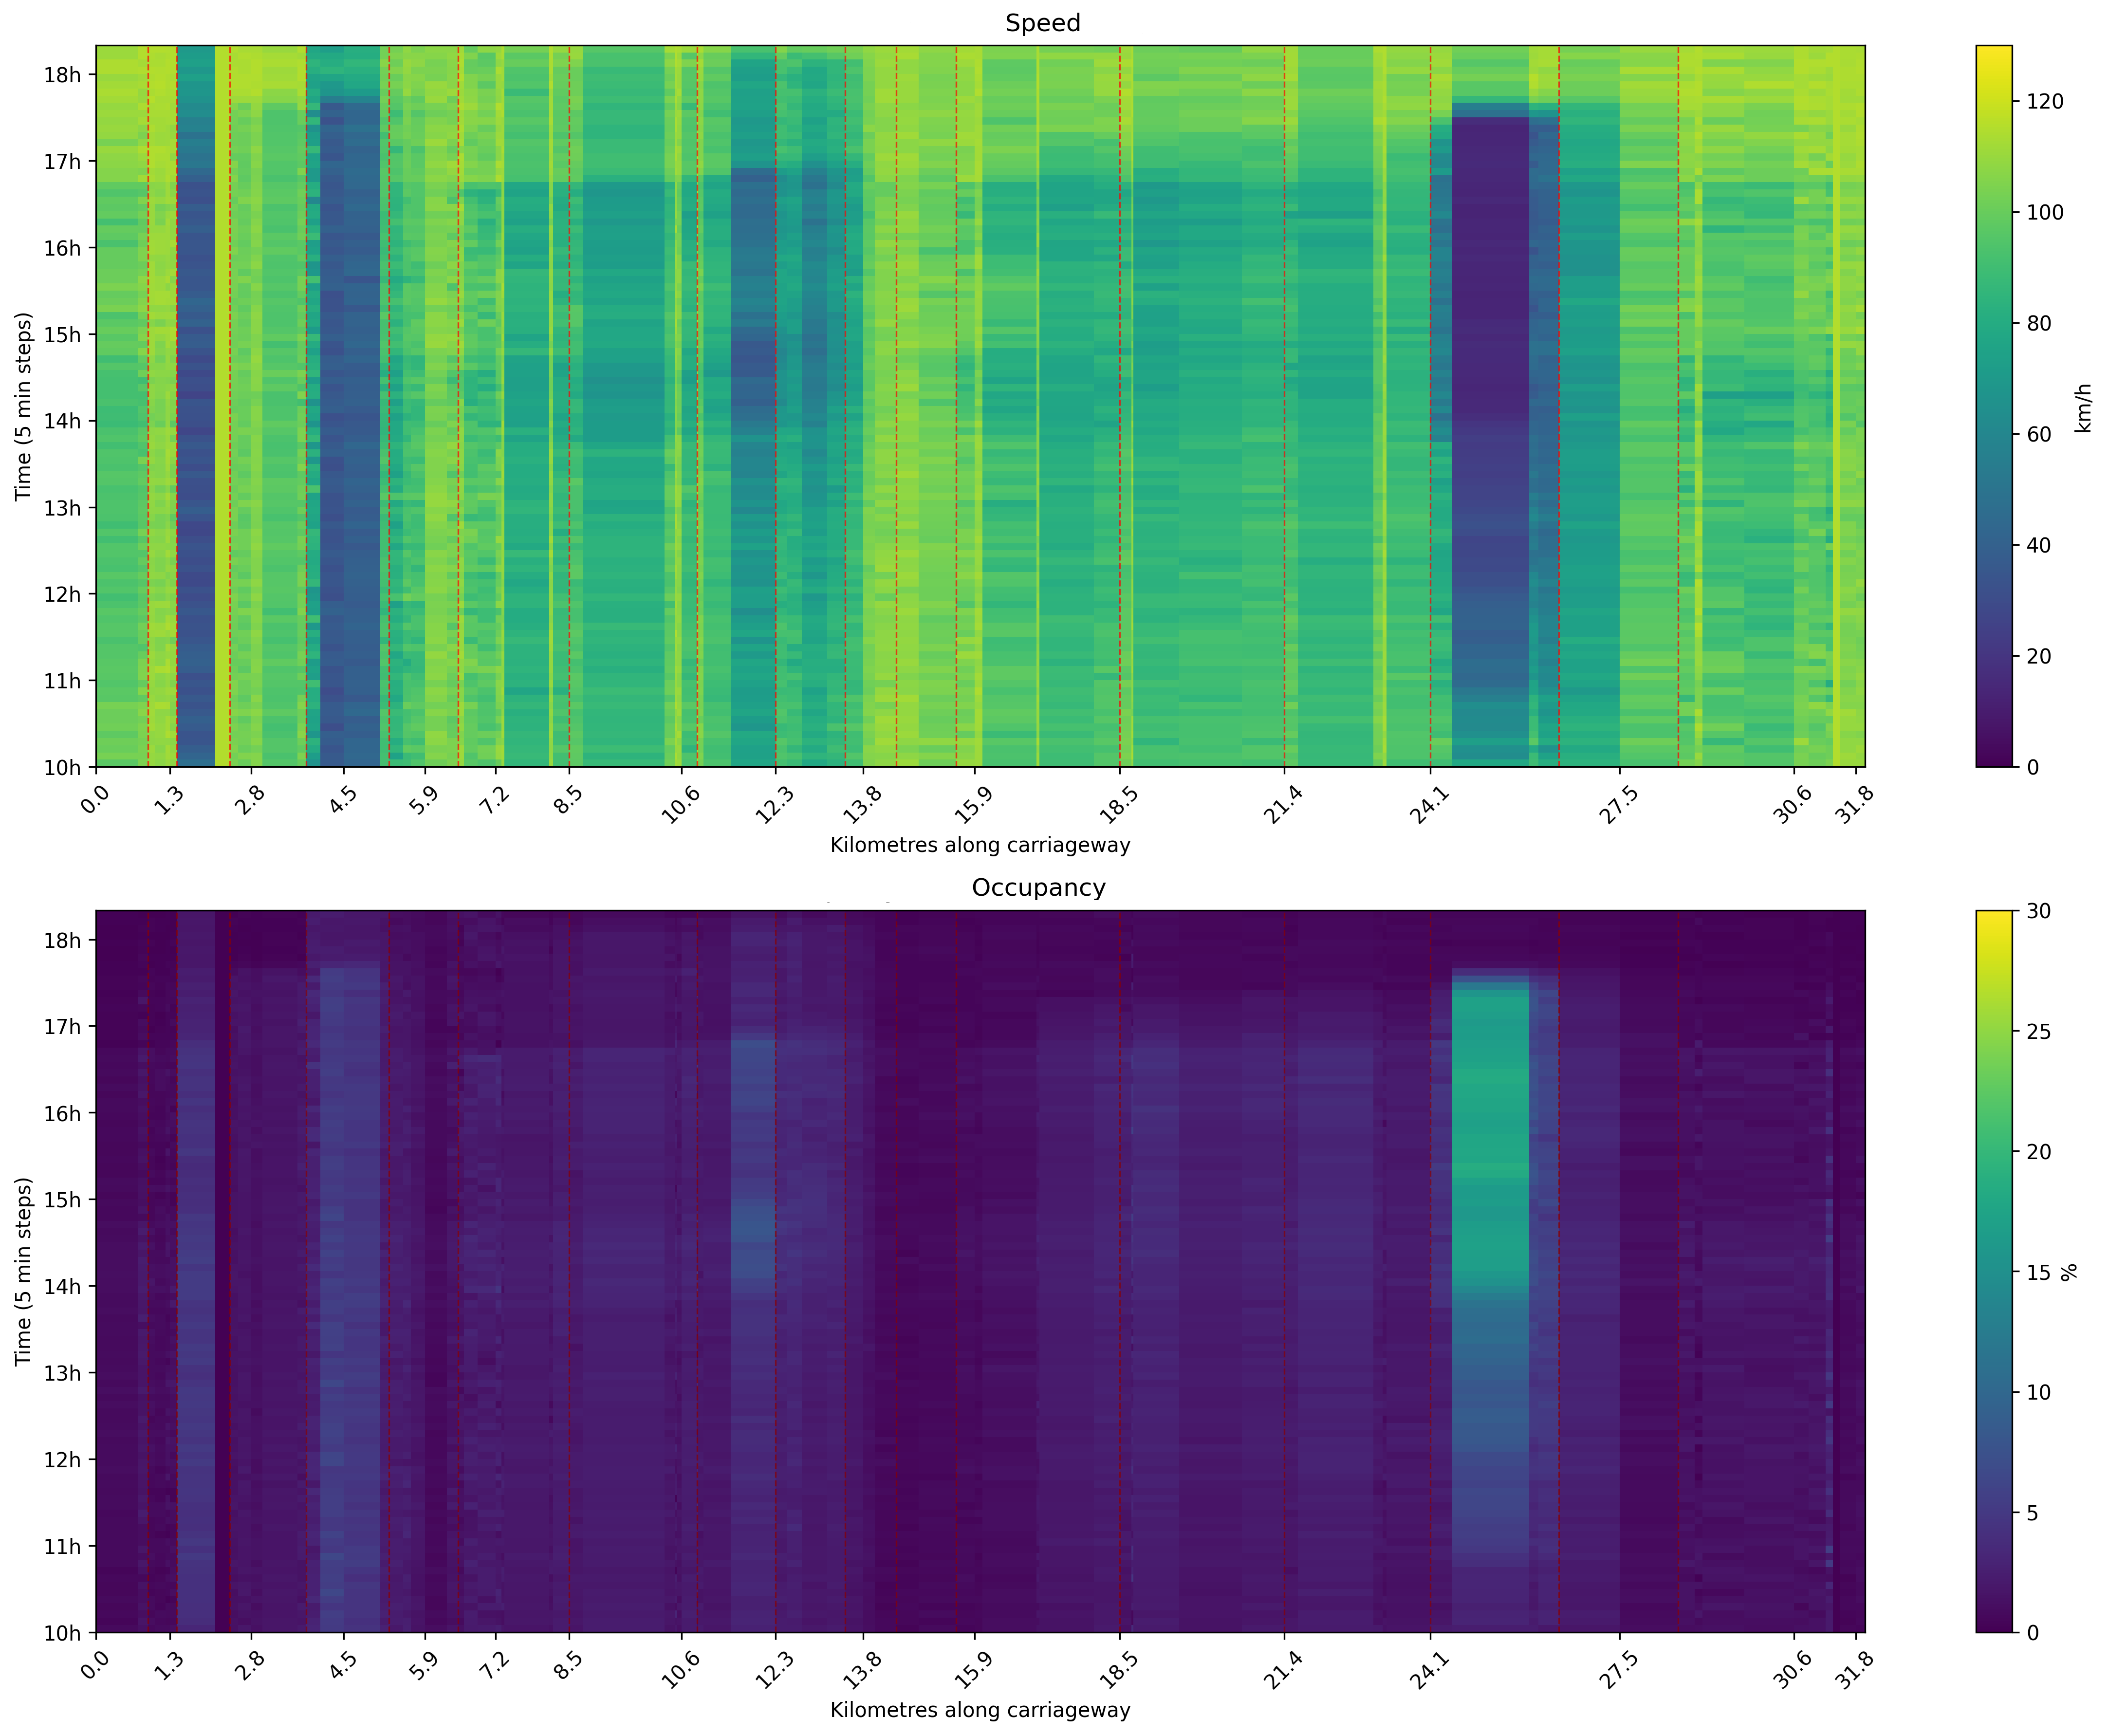 Speed
18h
17h
16h
15h
14h
13h
12h
11h
10h
Time (5 min steps)
0.0 1.3 2.8 4.5 5.9 7.2 8.5 10.6 12.3 13.8 15.9 18.5 21.4 24.1 27.5 30.6 31.8
Kilometres along carriageway
120
100
80
60
40
20
0
km/h
Occupancy
18h
17h
16h
15h
14h
13h
12h
11h
10h
Time (5 min steps)
0.0 1.3 2.8 4.5 5.9 7.2 8.5 10.6 12.3 13.8 15.9 18.5 21.4 24.1 27.5 30.6 31.8
Kilometres along carriageway
30
25
20
15
10
5
0
%